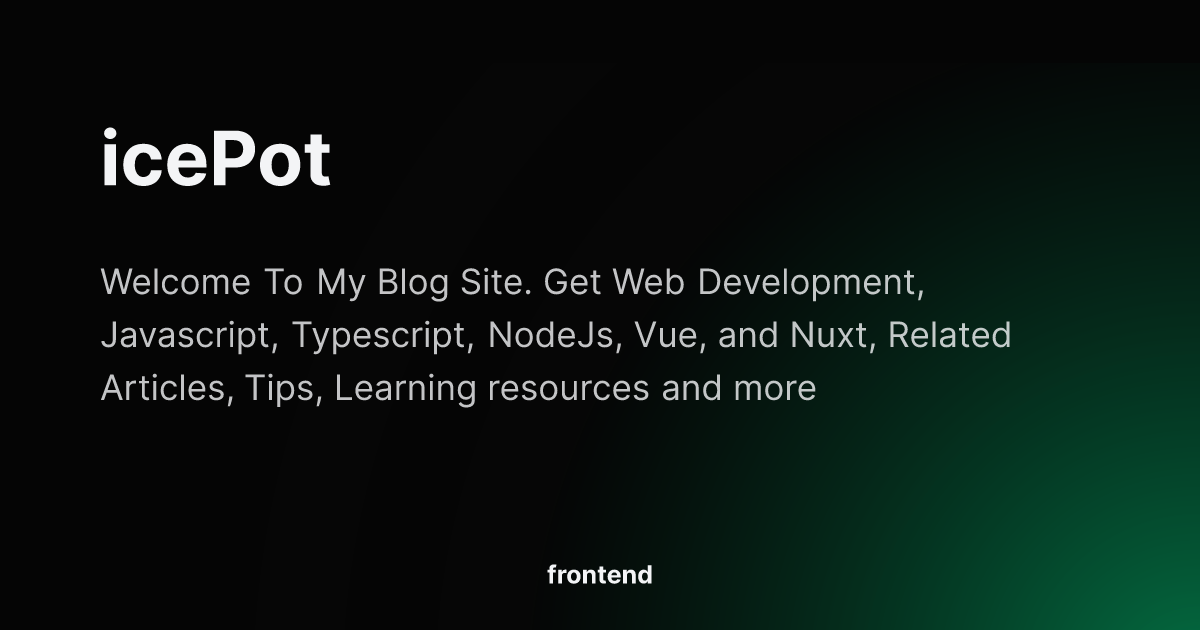 icePot
Welcome To My Blog Site. Get Web Development,
Javascript, Typescript, NodeJs, Vue, and Nuxt, Related
Articles, Tips, Learning resources and more
frontend